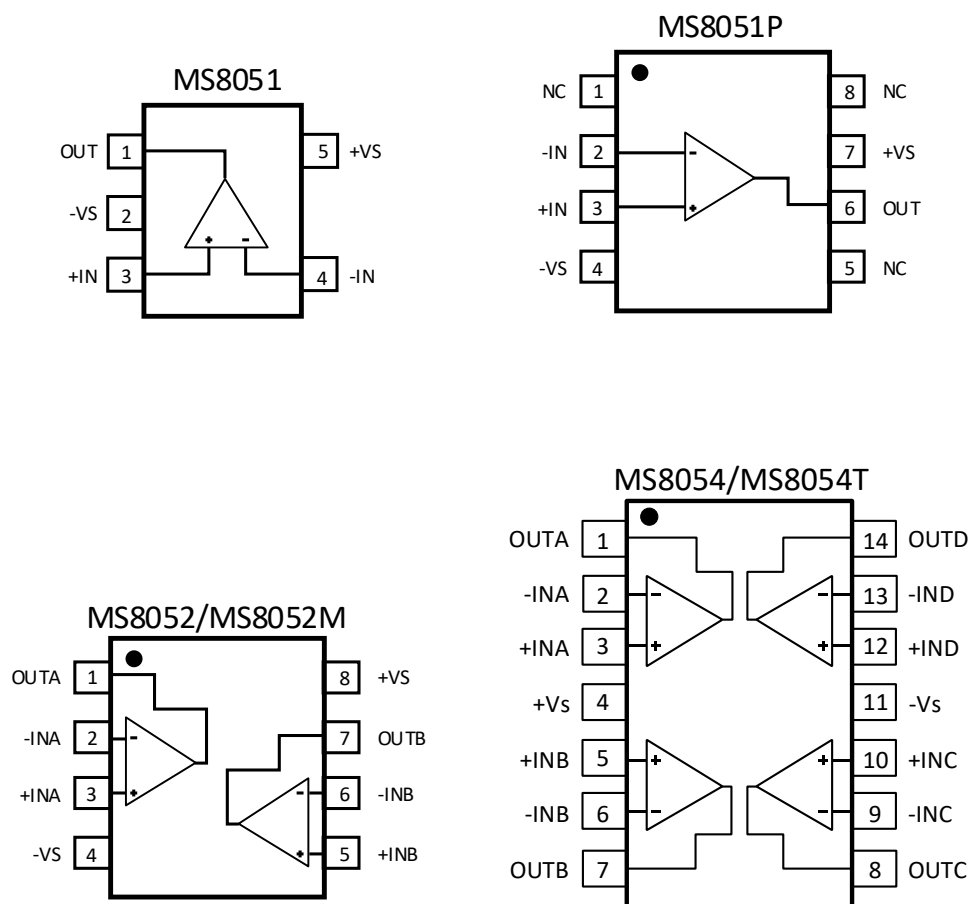 MS8051
OUT 1 5 +VS
-VS 2
+IN 3 4 -IN
+ -
MS8051P
NC 1 8 NC
-IN 2 - 7 +VS
+IN 3 + 6 OUT
-VS 4 5 NC
MS8052/MS8052M
OUTA 1 8 +VS
-INA 2 - 7 OUTB
+INA 3 + - 6 -INB
-VS 4 + 5 +INB
MS8054/MS8054T
OUTA 1 14 OUTD
-INA 2 - - 13 -IND
+INA 3 + + 12 +IND
+Vs 4 11 -Vs
+INB 5 + + 10 +INC
-INB 6 - - 9 -INC
OUTB 7 8 OUTC